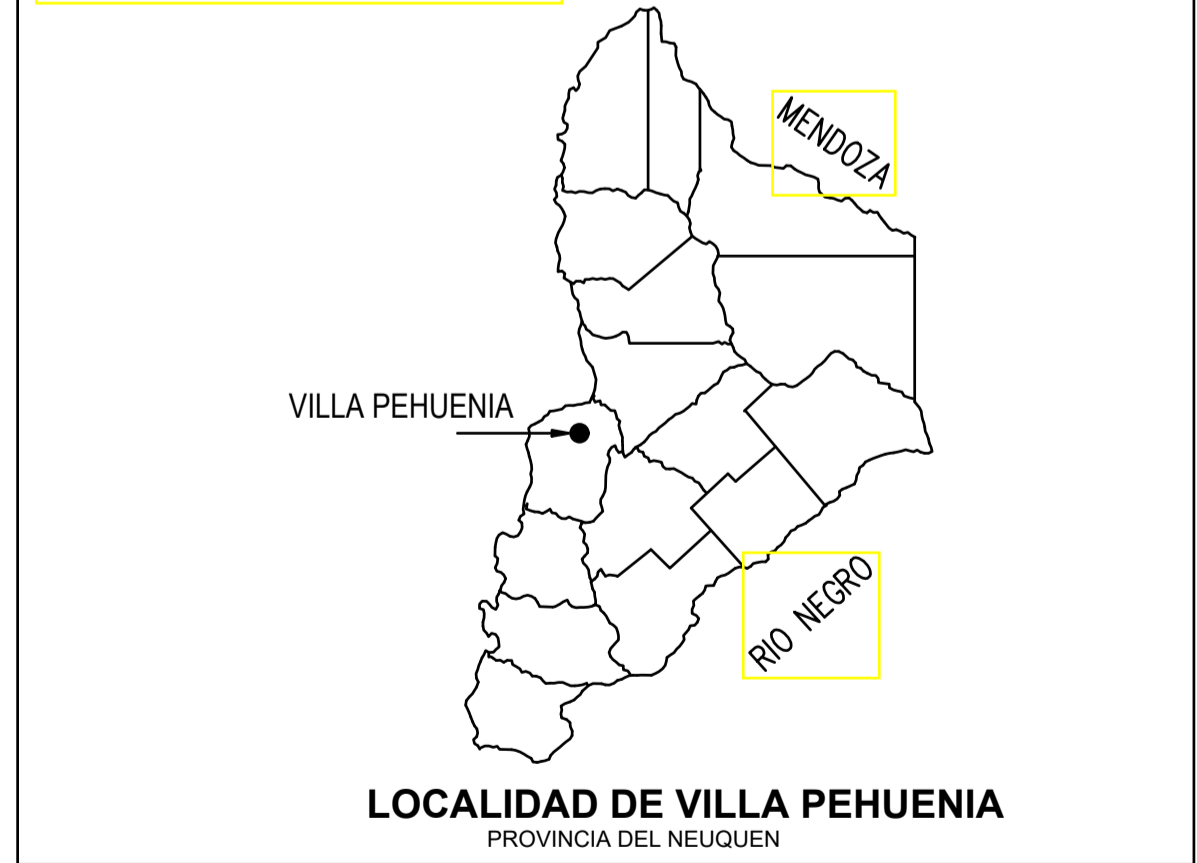 MENDOZA
VILLA PEHUENIA
RIO NEGRO
LOCALIDAD DE VILLA PEHUENIA
PROVINCIA DEL NEUQUEN